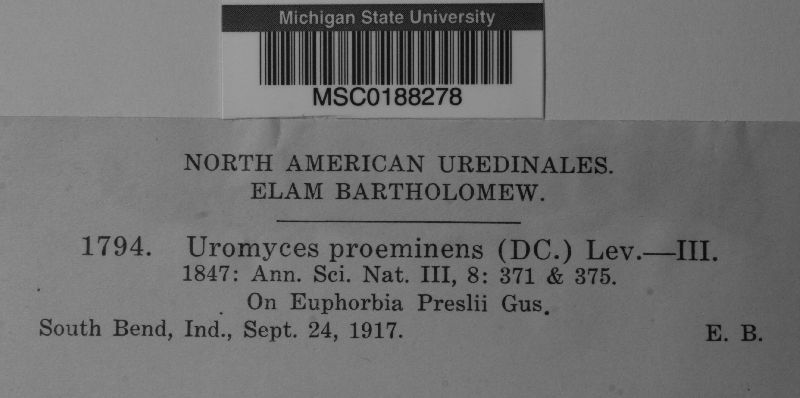 Michigan State University
MSC0188278
NORTH AMERICAN UREDINALES.
ELAM BARTHOLOMEW.
1794. Uromyces proeminens (DC.) Lev.—III.
1847: Ann. Sci. Nat. III, 8: 371 & 375.
On Euphorbia Preslii Gus.
South Bend, Ind., Sept. 24, 1917. E. B.